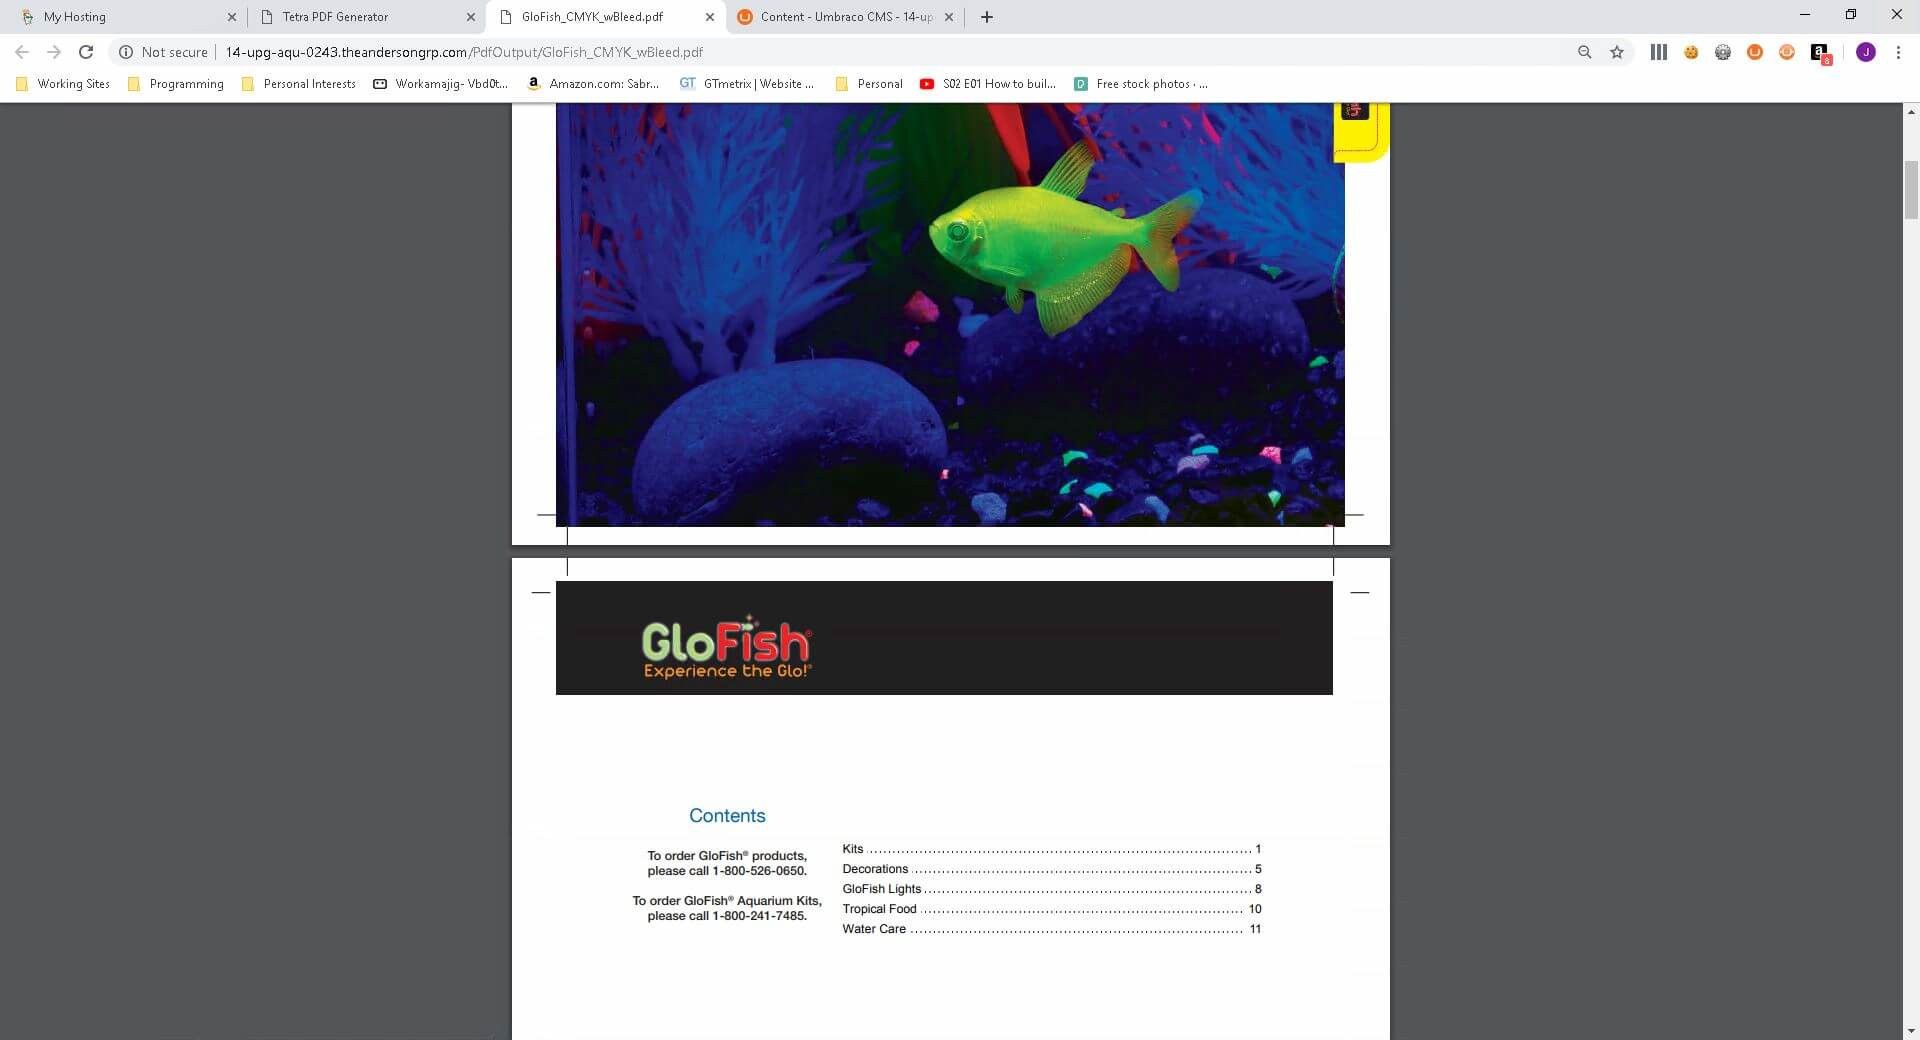 My Hosting
Tetra PDF Generator
GloFish_CMYK_wBleed.pdf
Content - Umbraco CMS - 14-up
Not secure
14-upg-aqu-0243.theandersongrp.com/PdfOutput/GloFish_CMYK_wBleed.pdf
8
J
Working Sites
Programming
Personal Interests
Workamajig- Vbd0t...
a
Amazon.com: Sabr...
GT
GTmetrix | Website ...
Personal
S02 E01 How to buil...
D
Free stock photos · ...
GloFish®
Experience the Glo!®
Contents
To order GloFish® products,
please call 1-800-526-0650.
To order GloFish® Aquarium Kits,
please call 1-800-241-7485.
Kits ........ 1
Decorations ........ 5
GloFish Lights ........ 8
Tropical Food ........ 10
Water Care ........ 11